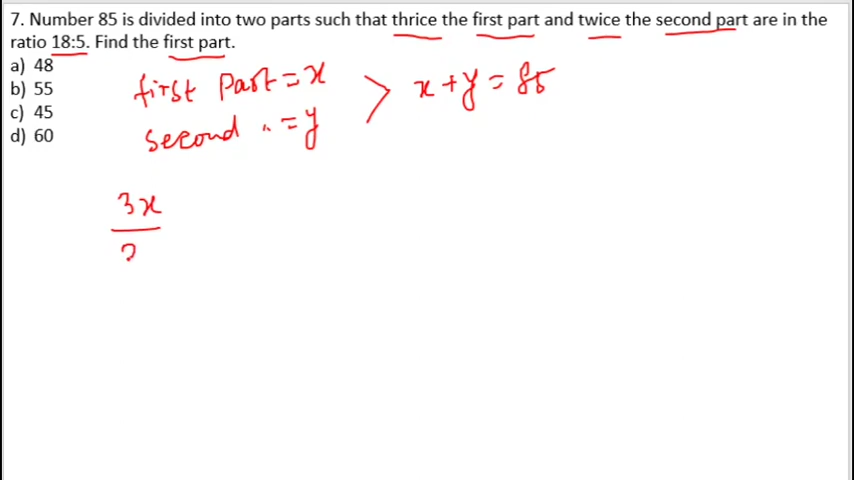 7. Number 85 is divided into two parts such that thrice the first part and twice the second part are in the
ratio 18:5. Find the first part.
a) 48
b) 55
c) 45
d) 60
first part = x
second " = y
> x + y = 85
3x
2